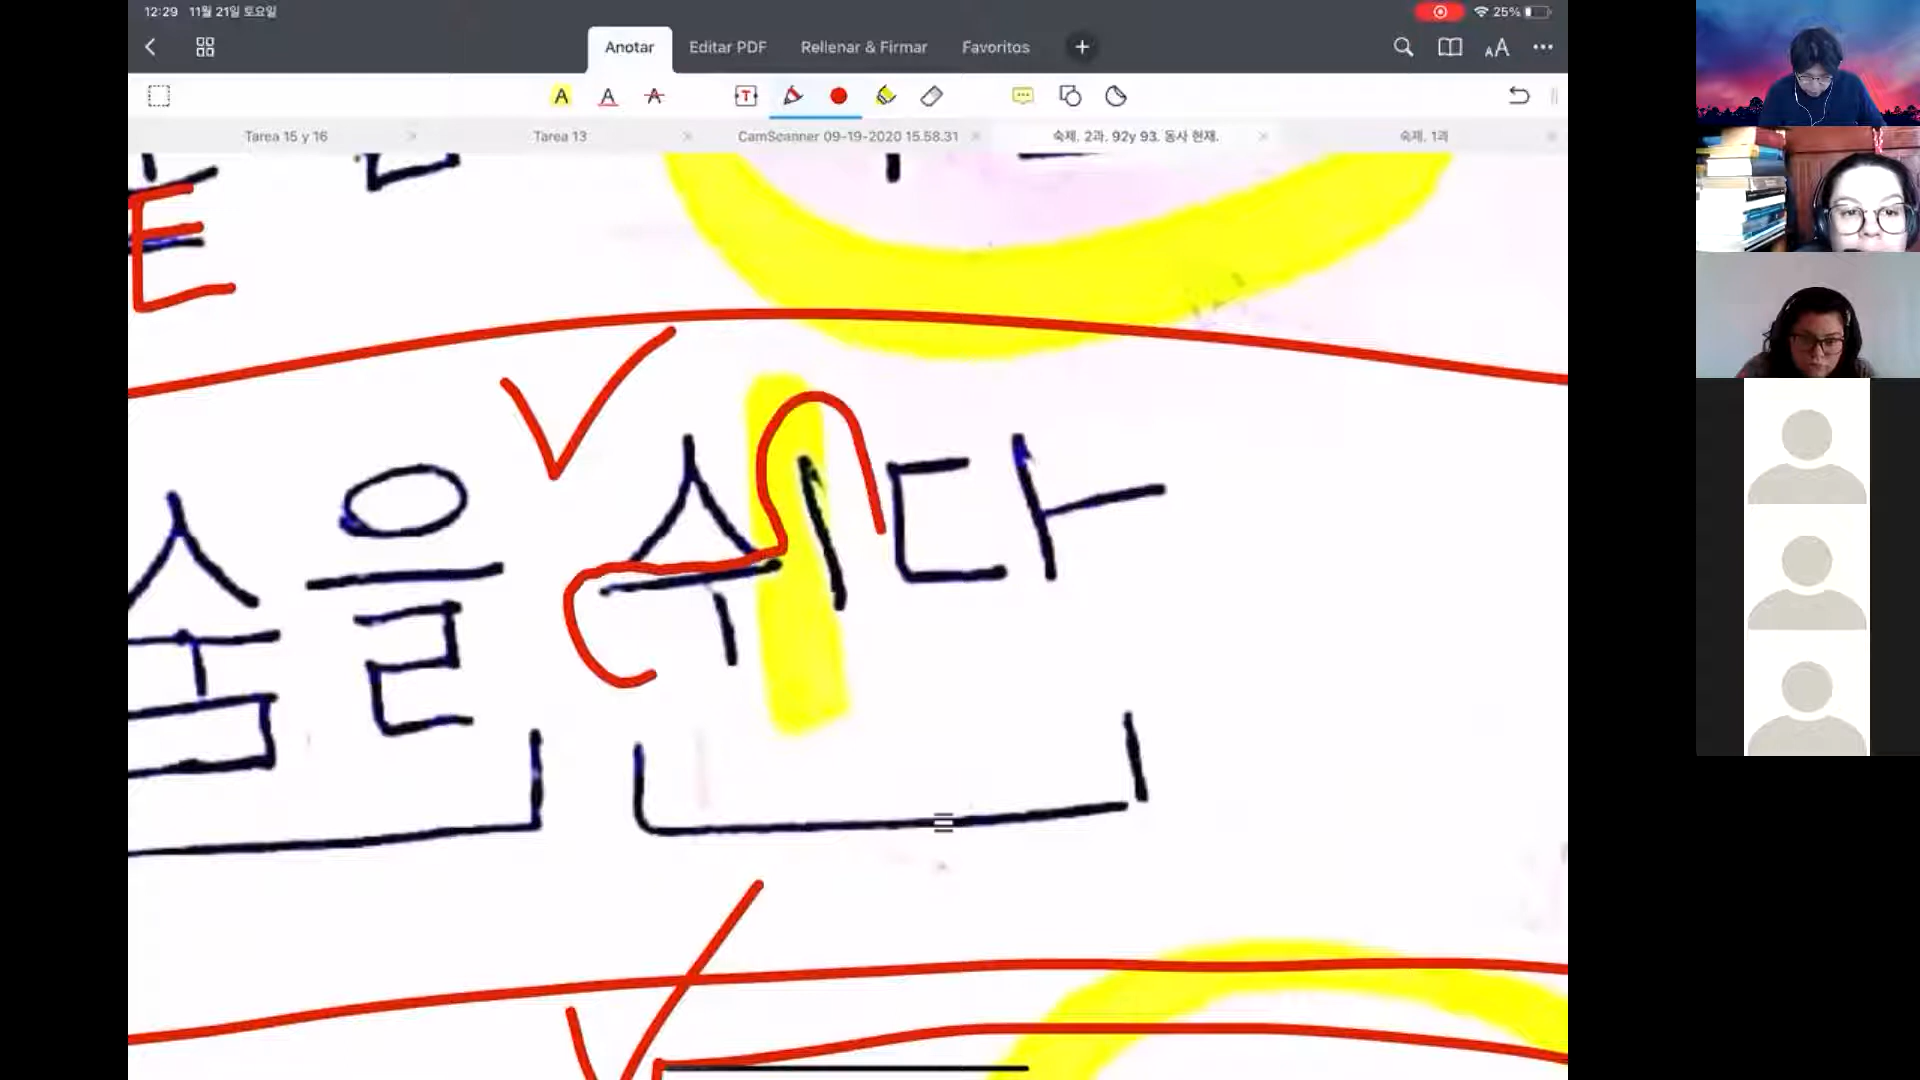 12:29 11월 21일 토요일
25%
Anotar Editar PDF Rellenar & Firmar Favoritos
Tarea 15 y 16 Tarea 13 CamScanner 09-19-2020 15.58.31 숙제. 2과. 92y 93. 동사 현재. 숙제. 1과
숨을 쉬다